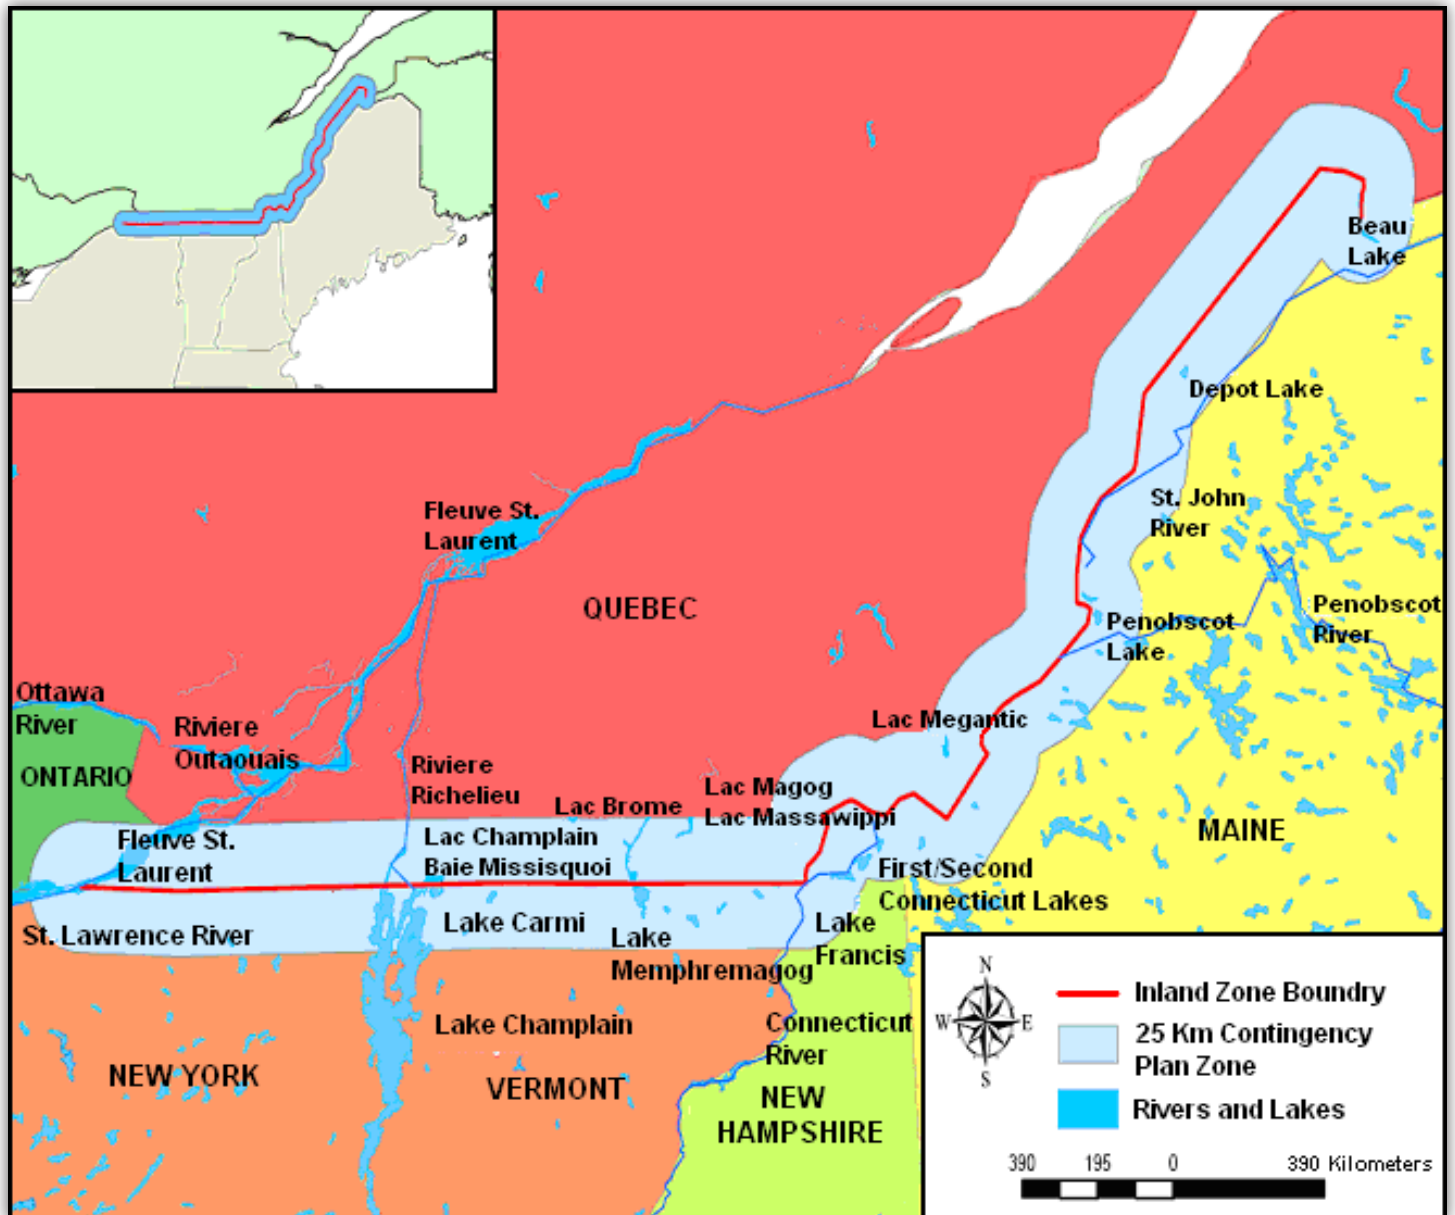 Beau
Lake
Depot Lake
St. John
River
Fleuve St.
Laurent
QUEBEC
Penobscot
River
Penobscot
Lake
Ottawa
River
Riviere
Outaouais
Lac Megantic
ONTARIO
Riviere
Richelieu
Lac Brome
Lac Magog
Lac Massawippi
MAINE
Fleuve St.
Laurent
Lac Champlain
Baie Missisquoi
First/Second
Connecticut Lakes
St. Lawrence River
Lake Carmi
Lake
Memphremagog
Lake
Francis
Lake Champlain
Connecticut
River
NEW YORK
VERMONT
NEW
HAMPSHIRE
N
W E
S
Inland Zone Boundry
25 Km Contingency
Plan Zone
Rivers and Lakes
390 195 0 390 Kilometers